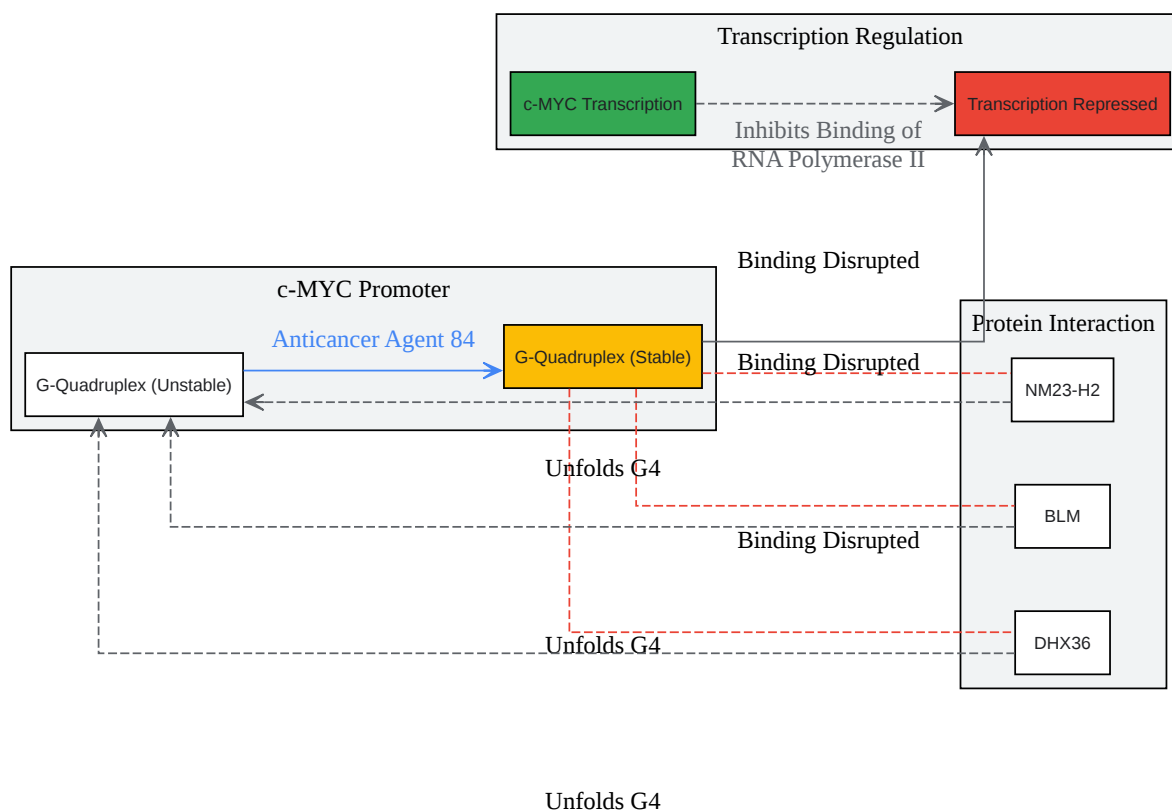 Transcription Regulation
c-MYC Transcription
Transcription Repressed
Inhibits Binding of
RNA Polymerase II
Binding Disrupted
c-MYC Promoter
Protein Interaction
Anticancer Agent 84
G-Quadruplex (Stable)
G-Quadruplex (Unstable)
Binding Disrupted
NM23-H2
Unfolds G4
BLM
Binding Disrupted
Unfolds G4
DHX36
Unfolds G4